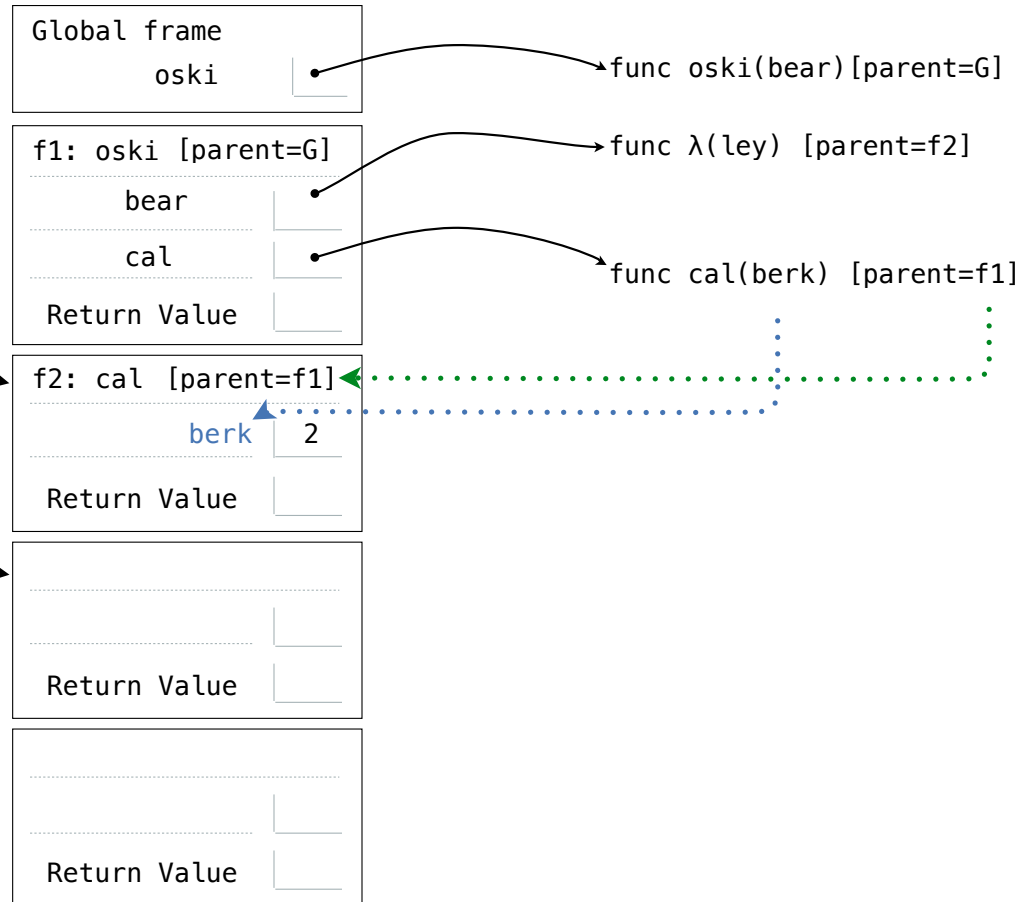 Global frame
oski
func oski(bear)[parent=G]
f1: oski [parent=G]
func λ(ley) [parent=f2]
bear
cal
func cal(berk) [parent=f1]
Return Value
f2: cal [parent=f1]
berk 2
Return Value
Return Value
Return Value